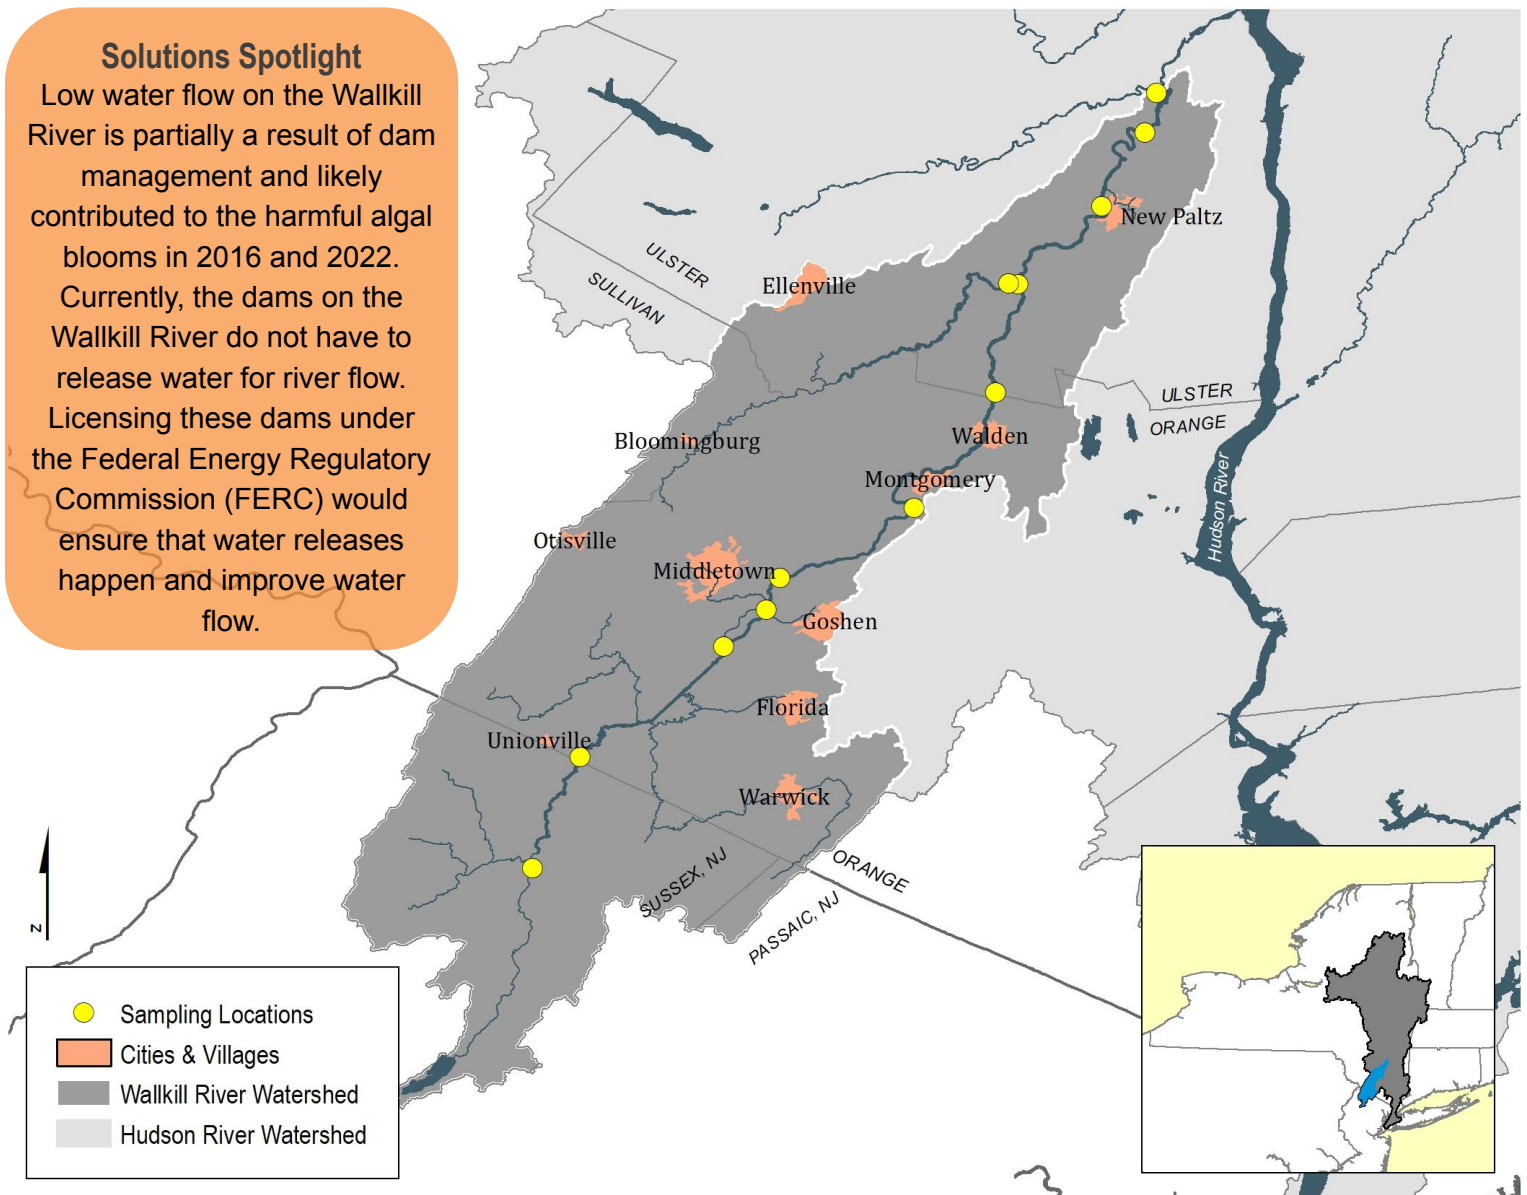 Solutions Spotlight
Low water flow on the Wallkill
River is partially a result of dam
management and likely
contributed to the harmful algal
blooms in 2016 and 2022.
Currently, the dams on the
Wallkill River do not have to
release water for river flow.
Licensing these dams under
the Federal Energy Regulatory
Commission (FERC) would
ensure that water releases
happen and improve water
flow.
New Paltz
ULSTER
SULLIVAN
Ellenville
ULSTER
ORANGE
Bloomingburg
Walden
Montgomery
Hudson River
Otisville
Middletown
Goshen
Florida
Unionville
Warwick
SUSSEX, NJ
ORANGE
PASSAIC, NJ
N
Sampling Locations
Cities & Villages
Wallkill River Watershed
Hudson River Watershed